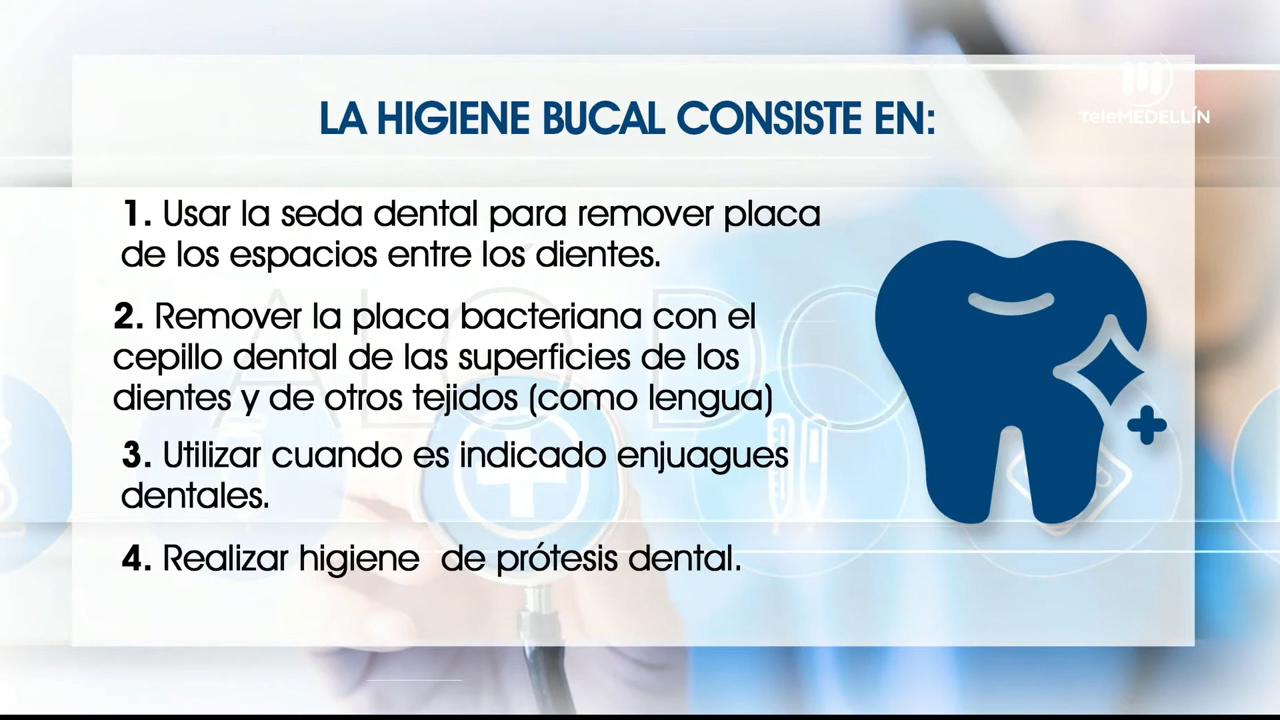 TeleMEDELLÍN
LA HIGIENE BUCAL CONSISTE EN:
1. Usar la seda dental para remover placa
de los espacios entre los dientes.
2. Remover la placa bacteriana con el
cepillo dental de las superficies de los
dientes y de otros tejidos (como lengua)
3. Utilizar cuando es indicado enjuagues
dentales.
4. Realizar higiene  de prótesis dental.
ALÓ DO